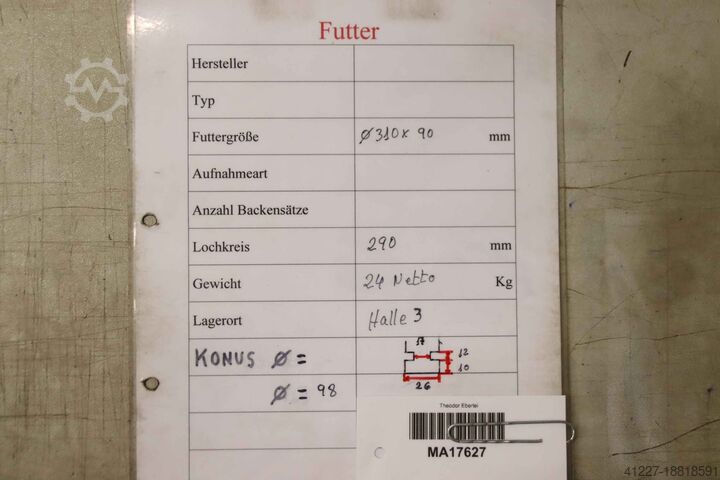 Futter
Hersteller
Typ
Futtergröße ø 310 x 90 mm
Aufnahmeart
Anzahl Backensätze
Lochkreis 290 mm
Gewicht 24 Netto Kg
Lagerort Halle 3
KONUS ø =
17
12
10
26
ø = 98
Theodor Ebertei
MA17627
41227-18818591